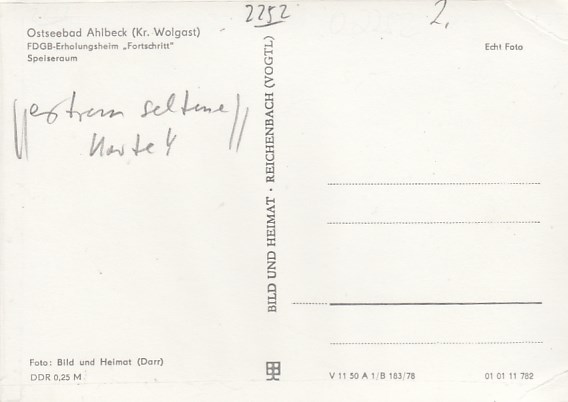 2252
2.
Ostseebad Ahlbeck (Kr. Wolgast)
FDGB-Erholungsheim „Fortschritt"
Speiseraum
Echt Foto
extrem seltene
Karte
BILD UND HEIMAT · REICHENBACH (VOGTL)
Foto: Bild und Heimat (Darr)
DDR 0,25 M
V 11 50 A 1/B 183/78
01 01 11 782